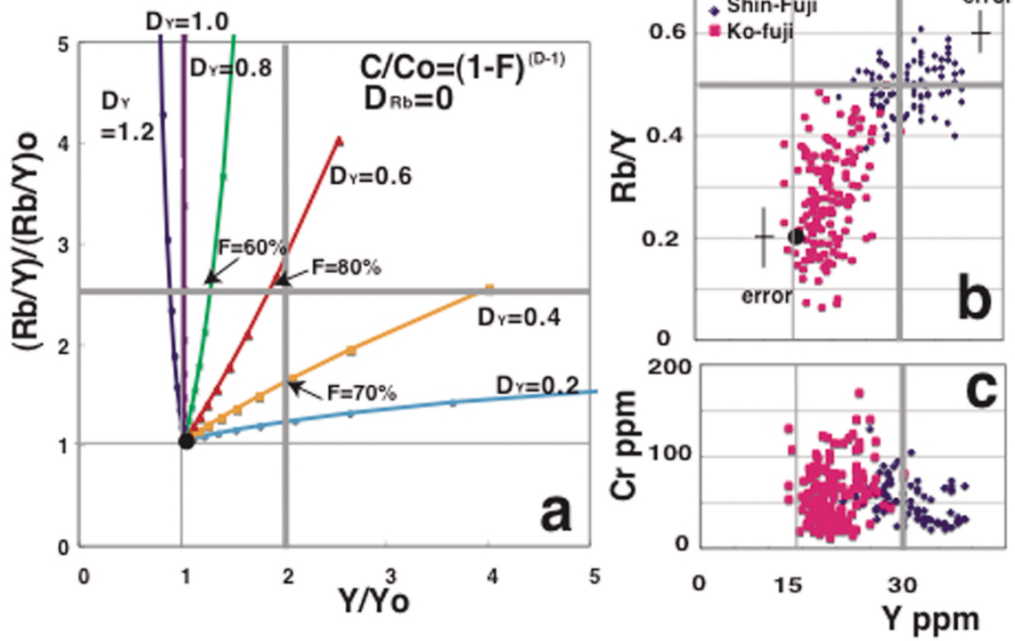 DY=1.0
5
DY=0.8
C/Co=(1-F)(D-1)
DRb=0
DY
=1.2
4
DY=0.6
(Rb/Y)/(Rb/Y)o
3
F=60%
F=80%
DY=0.4
2
F=70%
DY=0.2
1
a
0
0
1
2
3
4
5
Y/Yo
Shin-Fuji
Ko-fuji
error
0.6
0.4
Rb/Y
0.2
error
b
0
200
c
100
Cr ppm
0
0
15
30
Y ppm